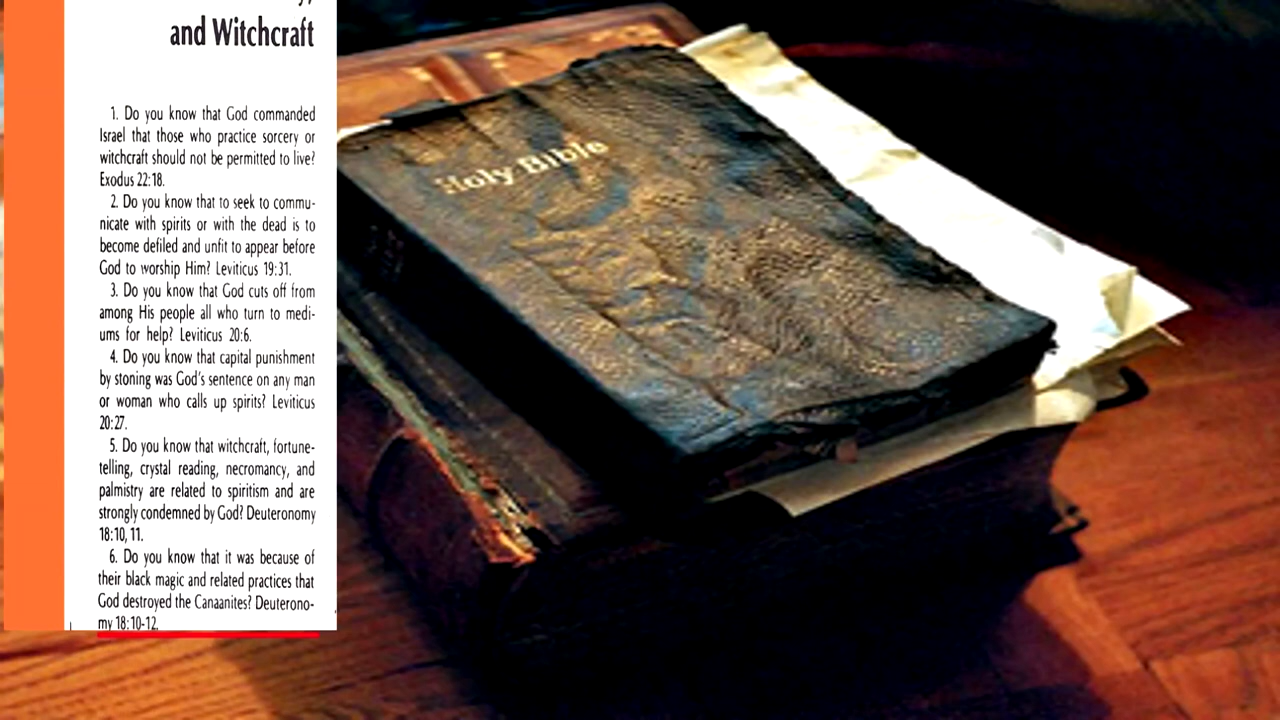 and Witchcraft
1. Do you know that God commanded
Israel that those who practice sorcery or
witchcraft should not be permitted to live?
Exodus 22:18.
2. Do you know that to seek to commu-
nicate with spirits or with the dead is to
become defiled and unfit to appear before
God to worship Him? Leviticus 19:31.
3. Do you know that God cuts off from
among His people all who turn to medi-
ums for help? Leviticus 20:6.
4. Do you know that capital punishment
by stoning was God's sentence on any man
or woman who calls up spirits? Leviticus
20:27.
5. Do you know that witchcraft, fortune-
telling, crystal reading, necromancy, and
palmistry are related to spiritism and are
strongly condemned by God? Deuteronomy
18:10, 11.
6. Do you know that it was because of
their black magic and related practices that
God destroyed the Canaanites? Deuterono-
my 18:10-12.
Holy Bible